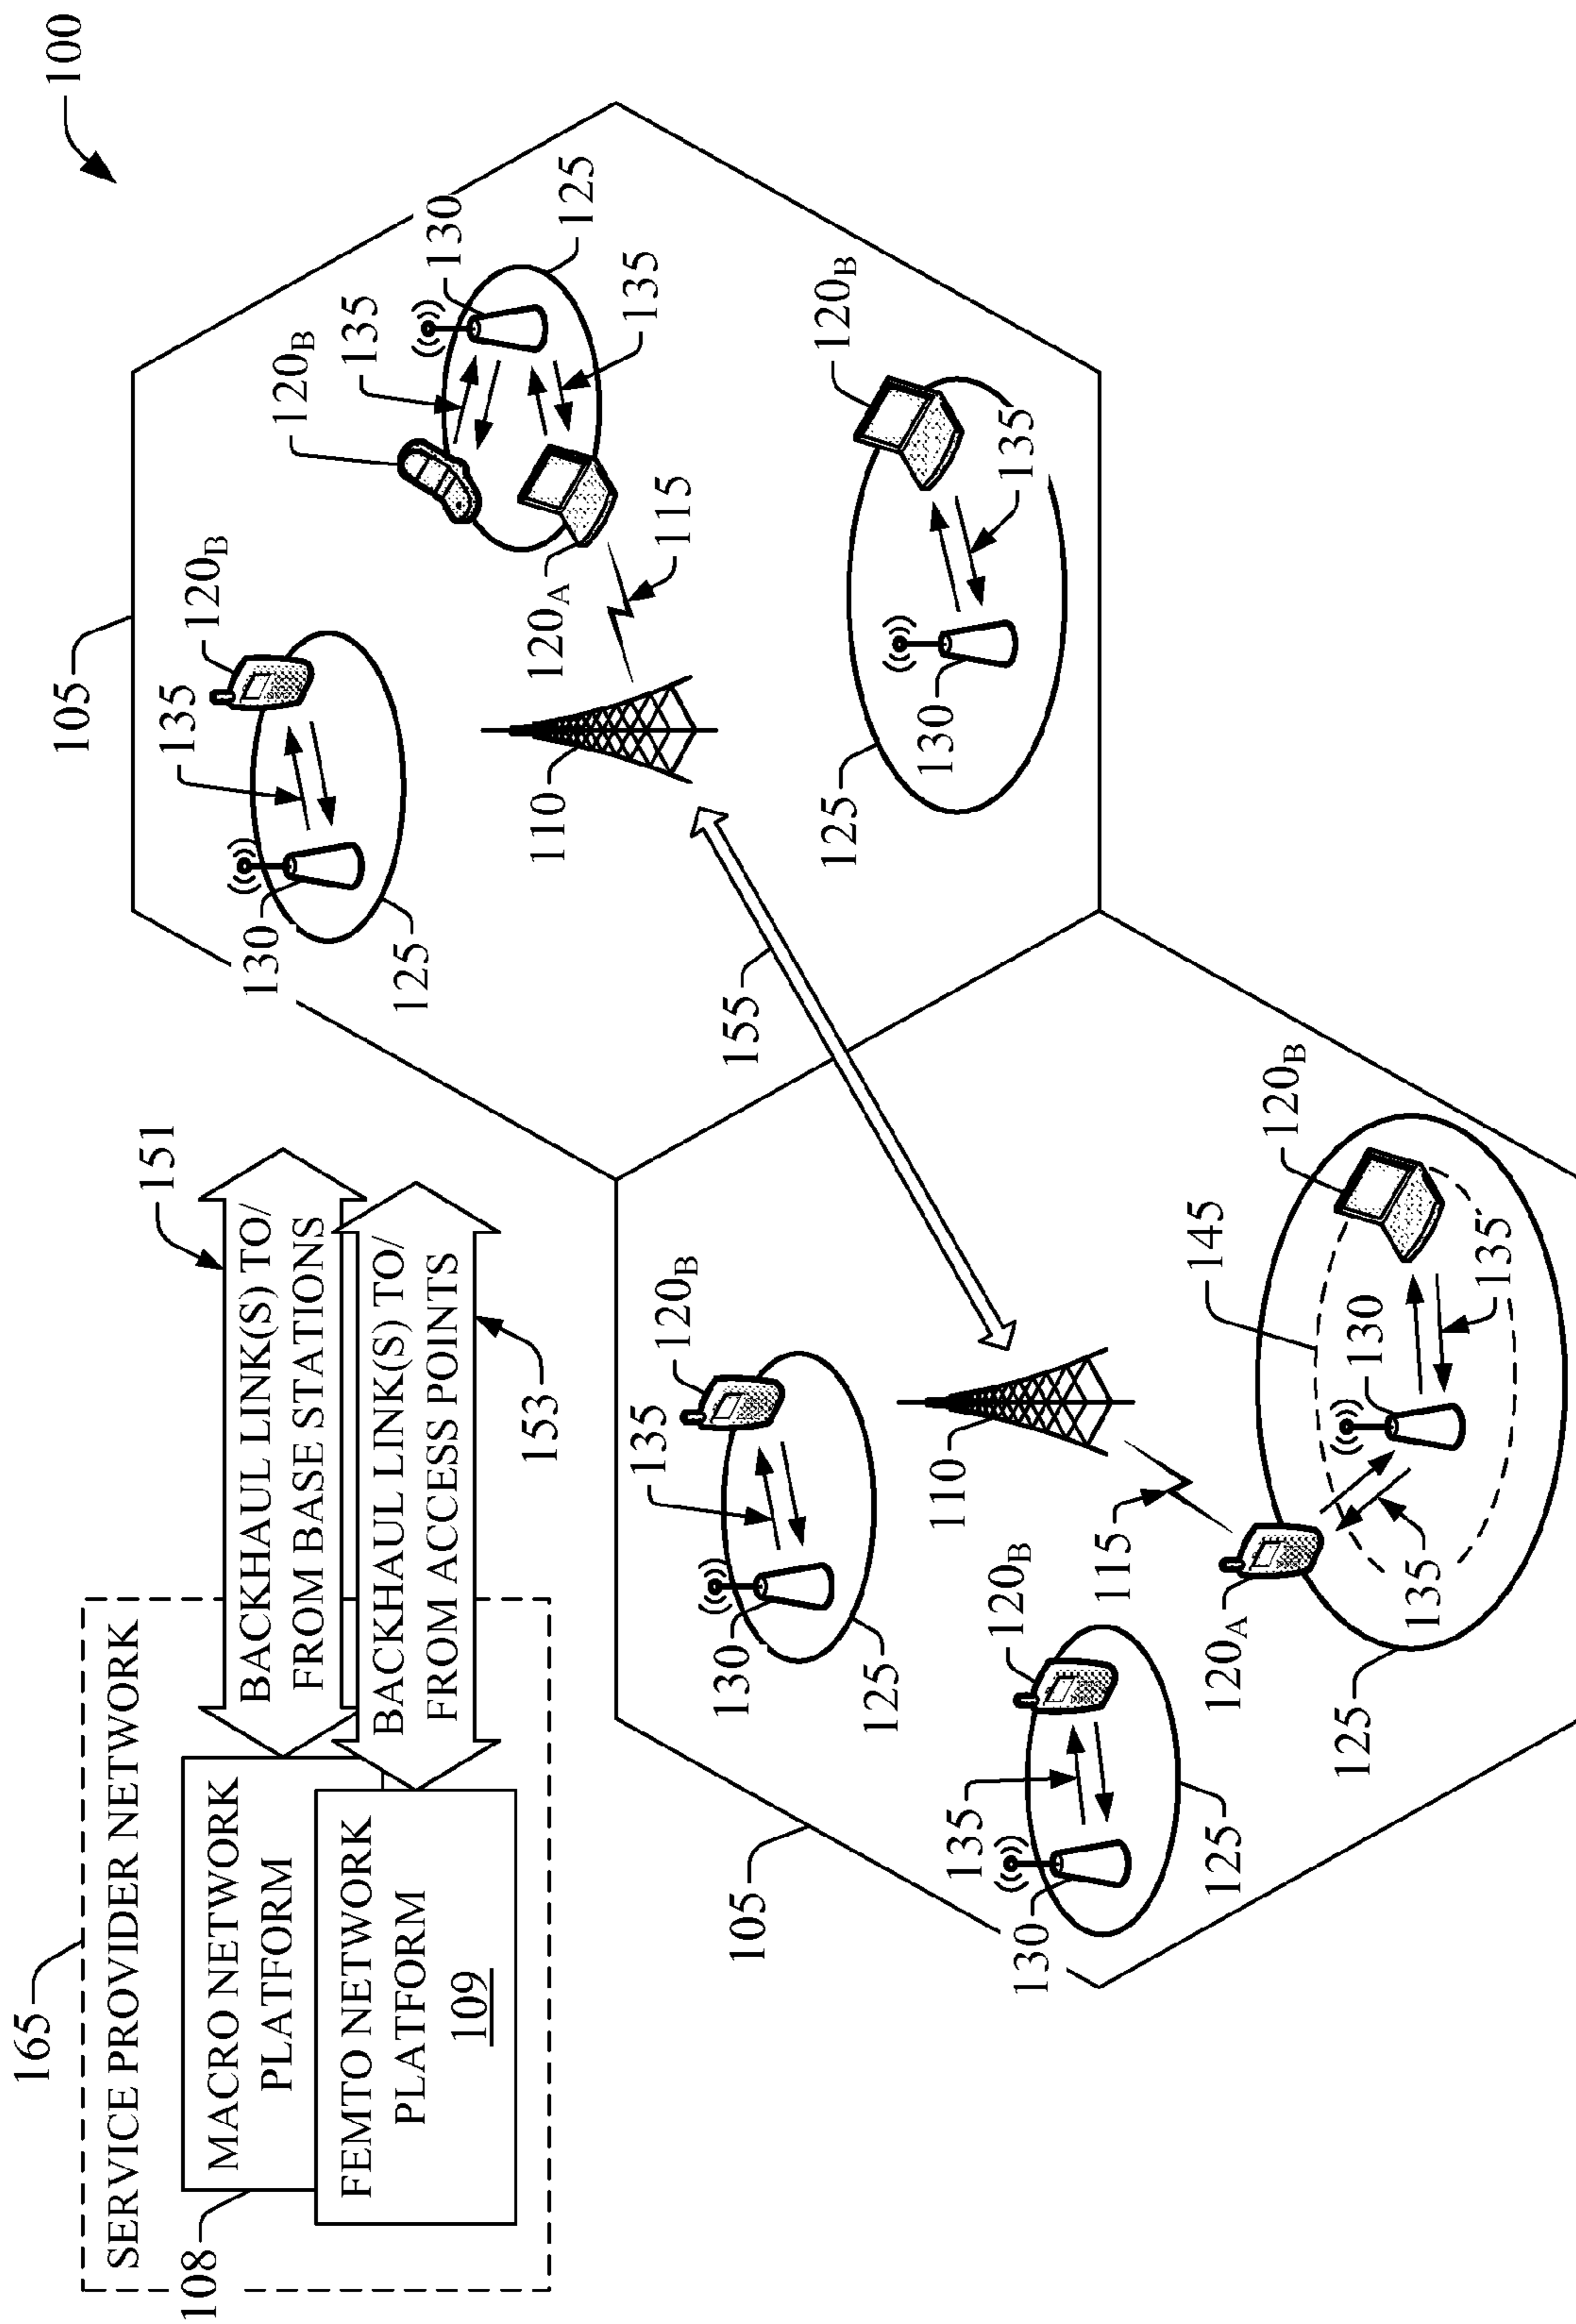 100
165
SERVICE PROVIDER NETWORK
108
MACRO NETWORK
PLATFORM
FEMTO NETWORK
PLATFORM
109
151
BACKHAUL LINK(S) TO/
FROM BASE STATIONS
BACKHAUL LINK(S) TO/
FROM ACCESS POINTS
153
105
135
120B
130
125
120B
135
130
125
135
120A
115
110
155
120B
135
130
125
135
120B
130
125
110
105
135
120B
130
125
115
120A
135
125
145
130
120B
135